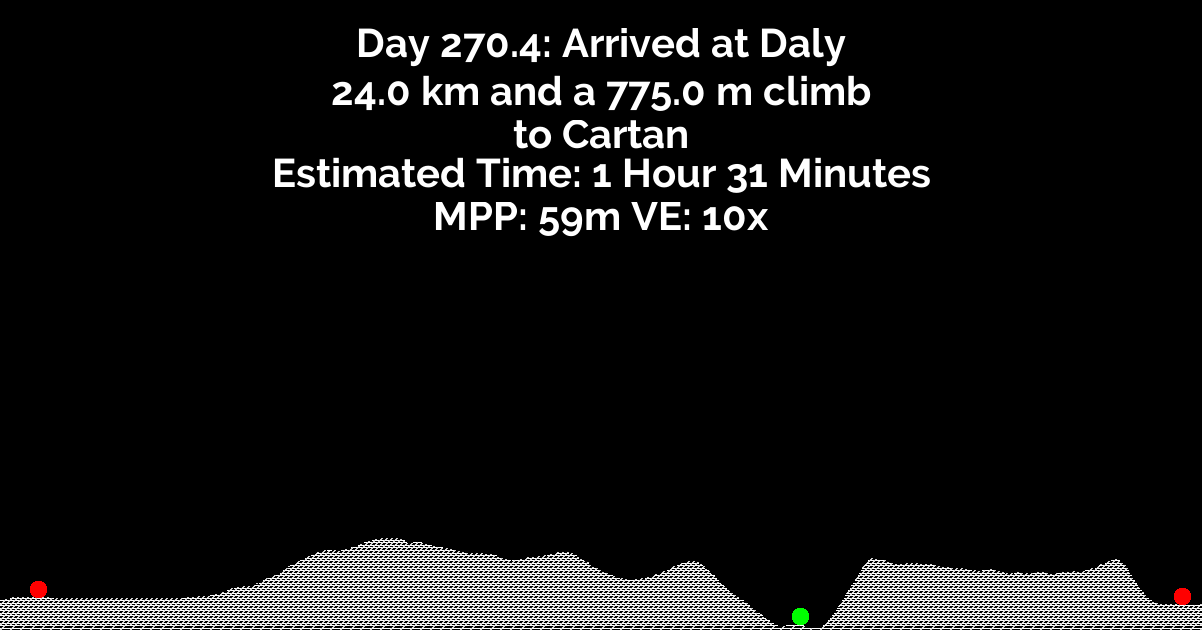 Day 270.4: Arrived at Daly
24.0 km and a 775.0 m climb
to Cartan
Estimated Time: 1 Hour 31 Minutes
MPP: 59m VE: 10x